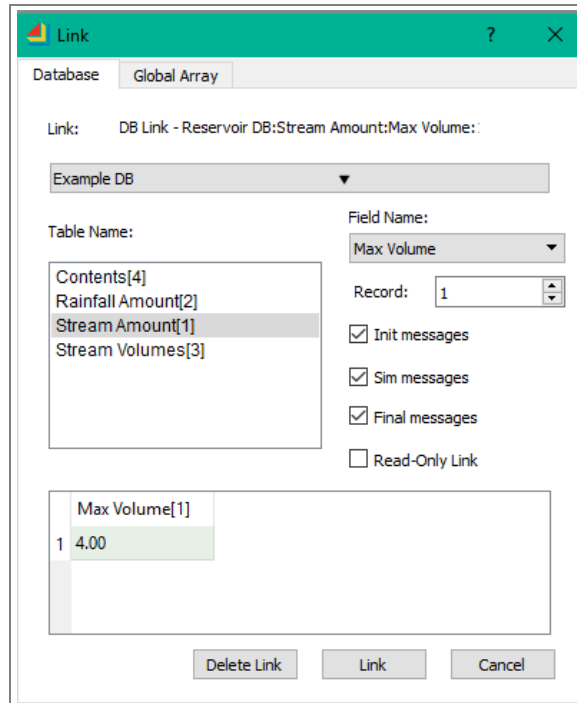 Link
?
Database
Global Array
Link: DB Link - Reservoir DB:Stream Amount:Max Volume:
Example DB
Table Name:
Contents[4]
Rainfall Amount[2]
Stream Amount[1]
Stream Volumes[3]
Field Name:
Max Volume
Record: 1
Init messages
Sim messages
Final messages
Read-Only Link
Max Volume[1]
1 4.00
Delete Link
Link
Cancel